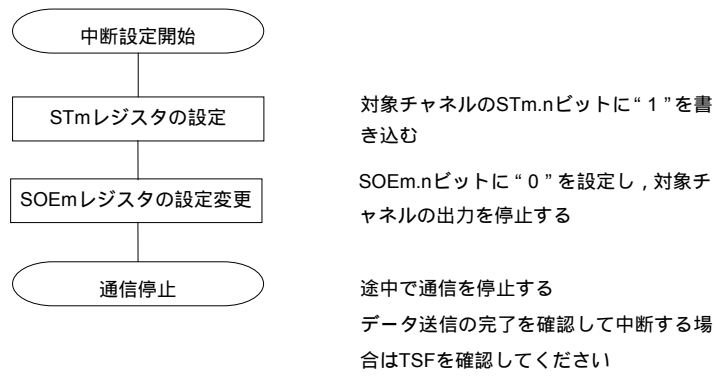 中断設定開始
STmレジスタの設定
対象チャネルのSTm.nビットに“１”を書
き込む
SOEmレジスタの設定変更
SOEm.nビットに“０”を設定し，対象チ
ャネルの出力を停止する
通信停止
途中で通信を停止する
データ送信の完了を確認して中断する場
合はTSFを確認してください